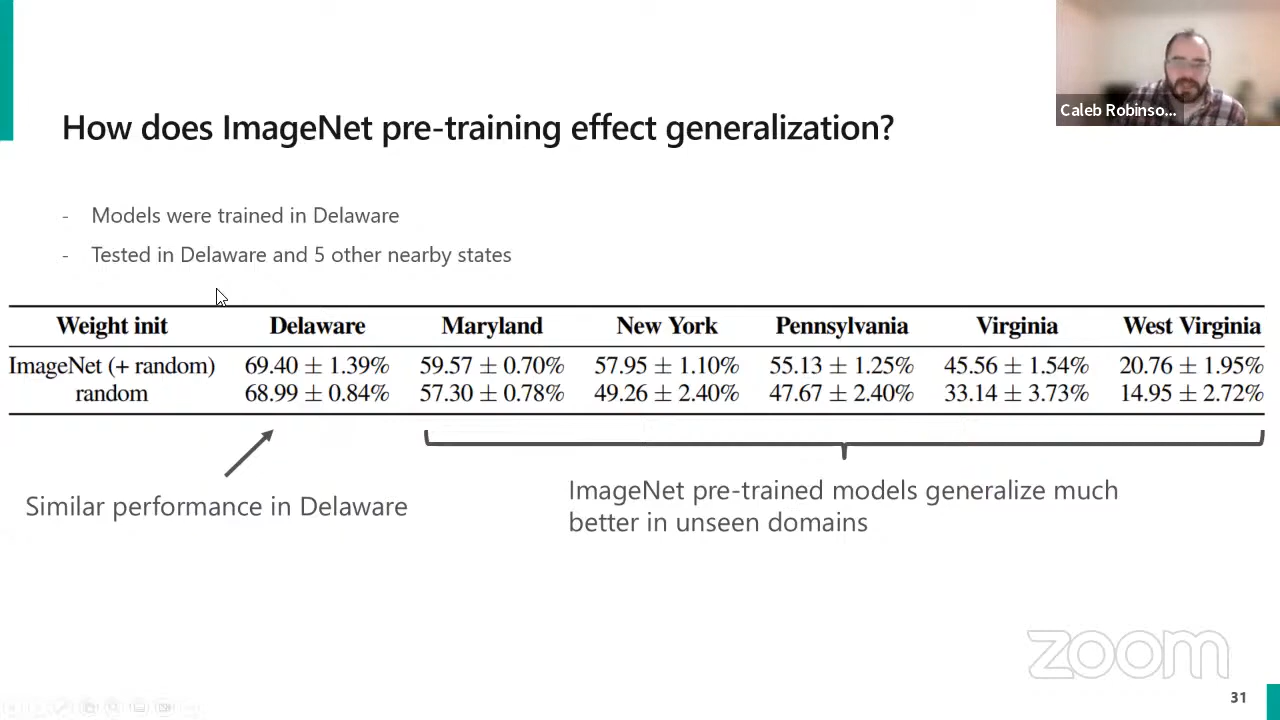 Caleb Robinso...
How does ImageNet pre-training effect generalization?
- Models were trained in Delaware
- Tested in Delaware and 5 other nearby states
Weight init Delaware Maryland New York Pennsylvania Virginia West Virginia
ImageNet (+ random) 69.40 ± 1.39% 59.57 ± 0.70% 57.95 ± 1.10% 55.13 ± 1.25% 45.56 ± 1.54% 20.76 ± 1.95%
random 68.99 ± 0.84% 57.30 ± 0.78% 49.26 ± 2.40% 47.67 ± 2.40% 33.14 ± 3.73% 14.95 ± 2.72%
Similar performance in Delaware
ImageNet pre-trained models generalize much
better in unseen domains
zoom
31